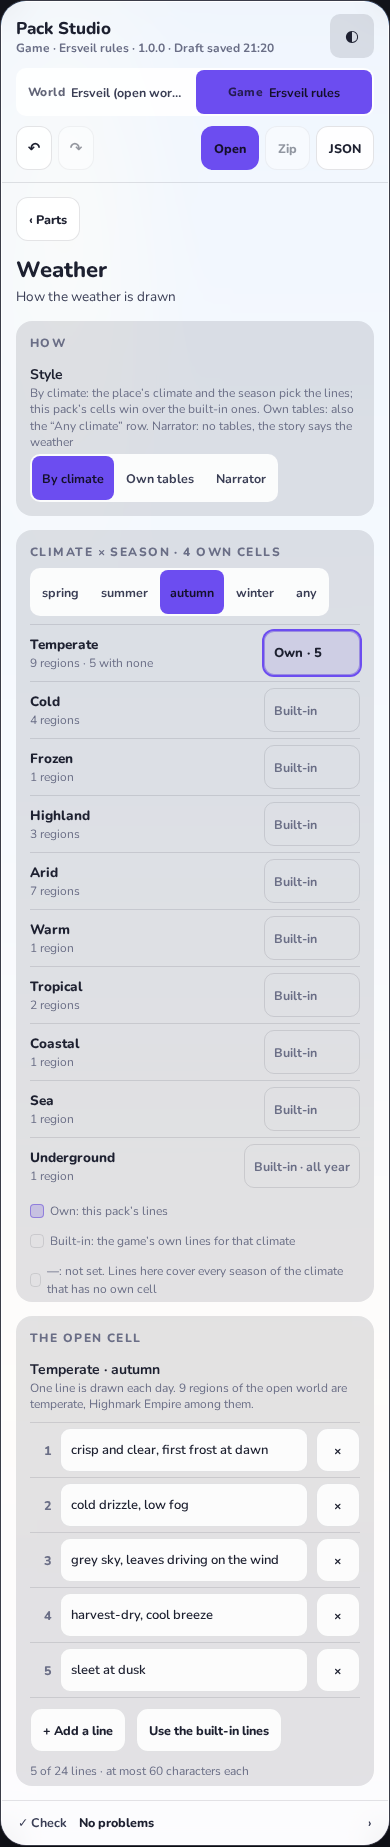 Pack Studio
Game · Ersveil rules · 1.0.0 · Draft saved 21:20
World Ersveil (open wor... Game Ersveil rules
Open Zip JSON
‹ Parts
Weather
How the weather is drawn
HOW
Style
By climate: the place's climate and the season pick the lines;
this pack's cells win over the built-in ones. Own tables: also
the “Any climate” row. Narrator: no tables, the story says the
weather
By climate Own tables Narrator
CLIMATE × SEASON · 4 OWN CELLS
spring summer autumn winter any
Temperate
9 regions · 5 with none
Own · 5
Cold
4 regions
Built-in
Frozen
1 region
Built-in
Highland
3 regions
Built-in
Arid
7 regions
Built-in
Warm
1 region
Built-in
Tropical
2 regions
Built-in
Coastal
1 region
Built-in
Sea
1 region
Built-in
Underground
1 region
Built-in · all year
Own: this pack's lines
Built-in: the game's own lines for that climate
—: not set. Lines here cover every season of the climate
that has no own cell
THE OPEN CELL
Temperate · autumn
One line is drawn each day. 9 regions of the open world are
temperate, Highmark Empire among them.
1 crisp and clear, first frost at dawn ×
2 cold drizzle, low fog ×
3 grey sky, leaves driving on the wind ×
4 harvest-dry, cool breeze ×
5 sleet at dusk ×
+ Add a line Use the built-in lines
5 of 24 lines · at most 60 characters each
✓ Check No problems ›